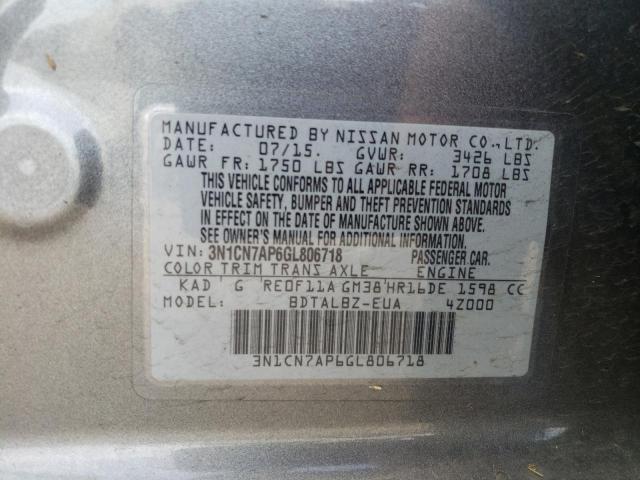 MANUFACTURED BY NISSAN MOTOR CO.,LTD.
DATE: 07/15. GVWR: 3426 LBS
GAWR FR: 1750 LBS GAWR RR: 1708 LBS
THIS VEHICLE CONFORMS TO ALL APPLICABLE FEDERAL MOTOR
VEHICLE SAFETY, BUMPER AND THEFT PREVENTION STANDARDS
IN EFFECT ON THE DATE OF MANUFACTURE SHOWN ABOVE.
SEE OWNER'S MANUAL FOR FURTHER INFORMATION
VIN: 3N1CN7AP6GL806718 PASSENGER CAR.
COLOR TRIM TRANS AXLE ENGINE
KAD G RE0F11A GM38 HR16DE 1598 CC
MODEL: BDTALBZ-EUA 4Z000
3N1CN7AP6GL806718